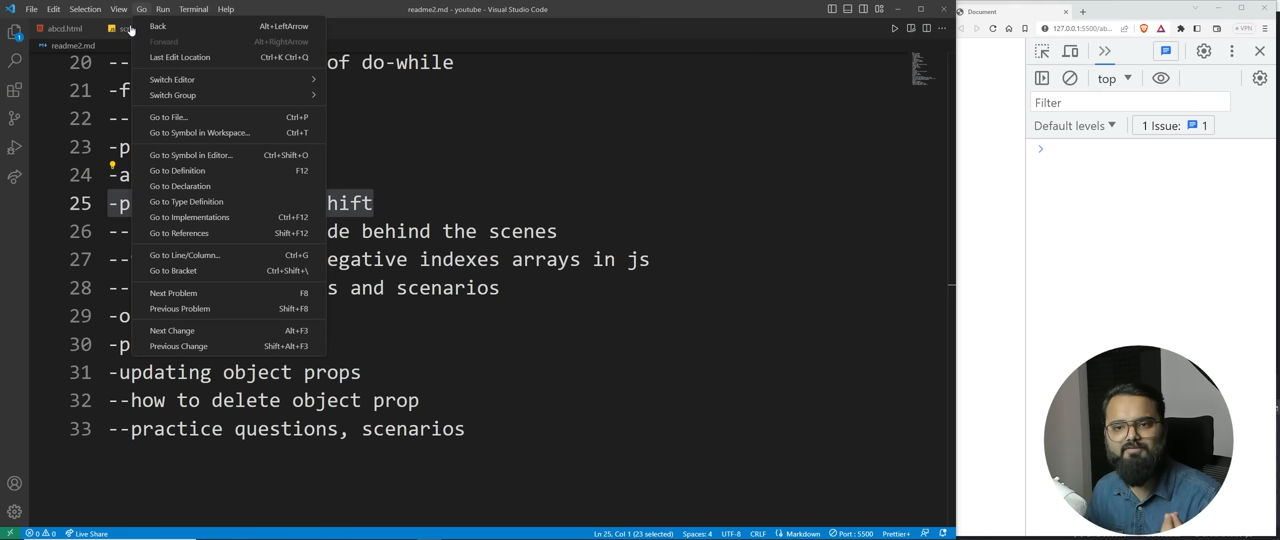 File Edit Selection View Go Run Terminal Help
readme2.md - youtube - Visual Studio Code
abcd.html
readme2.md
Back Alt+LeftArrow
Forward Alt+RightArrow
Last Edit Location Ctrl+K Ctrl+Q
Switch Editor
Switch Group
Go to File... Ctrl+P
Go to Symbol in Workspace... Ctrl+T
Go to Symbol in Editor... Ctrl+Shift+O
Go to Definition F12
Go to Declaration
Go to Type Definition
Go to Implementations Ctrl+F12
Go to References Shift+F12
Go to Line/Column... Ctrl+G
Go to Bracket Ctrl+Shift+\
Next Problem F8
Previous Problem Shift+F8
Next Change Alt+F3
Previous Change Shift+Alt+F3
20 -- of do-while
21 -f
22 --
23 -p
24 -a
25 -p hift
26 -- de behind the scenes
27 -- egative indexes arrays in js
28 -- s and scenarios
29 -o
30 -p
31 -updating object props
32 --how to delete object prop
33 --practice questions, scenarios
0 0 Live Share
Ln 25, Col 1 (23 selected) Spaces: 4 UTF-8 CRLF Markdown Port : 5500 Prettier+
Document
127.0.0.1:5500/ab...
VPN
top
Filter
Default levels 1 Issue: 1